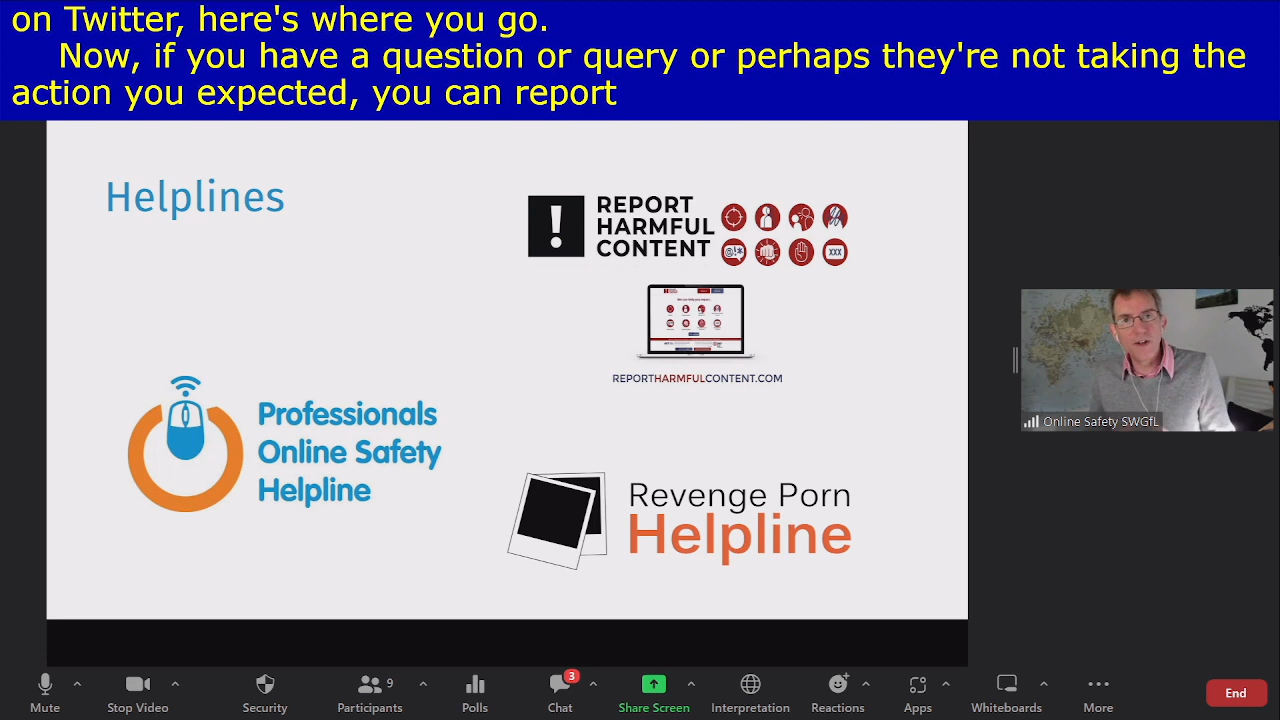 on Twitter, here's where you go.
Now, if you have a question or query or perhaps they're not taking the
action you expected, you can report
Helplines
!
REPORT
HARMFUL
CONTENT
@!*
XXX
REPORTHARMFULCONTENT.COM
Professionals
Online Safety
Helpline
Revenge Porn
Helpline
Online Safety SWGfL
Mute
Stop Video
Security
9
Participants
Polls
3
Chat
Share Screen
Interpretation
Reactions
Apps
Whiteboards
More
End